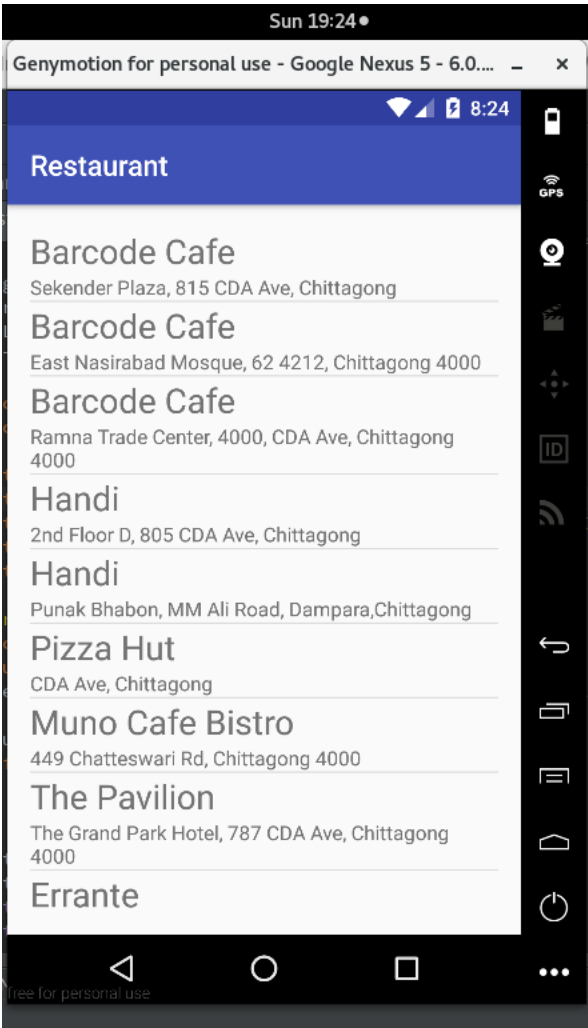 Sun 19:24
Genymotion for personal use - Google Nexus 5 - 6.0....
8:24
Restaurant
GPS
Barcode Cafe
Sekender Plaza, 815 CDA Ave, Chittagong
Barcode Cafe
East Nasirabad Mosque, 62 4212, Chittagong 4000
Barcode Cafe
Ramna Trade Center, 4000, CDA Ave, Chittagong
4000
ID
Handi
2nd Floor D, 805 CDA Ave, Chittagong
Handi
Punak Bhabon, MM Ali Road, Dampara,Chittagong
Pizza Hut
CDA Ave, Chittagong
Muno Cafe Bistro
449 Chatteswari Rd, Chittagong 4000
The Pavilion
The Grand Park Hotel, 787 CDA Ave, Chittagong
4000
Errante
free for personal use